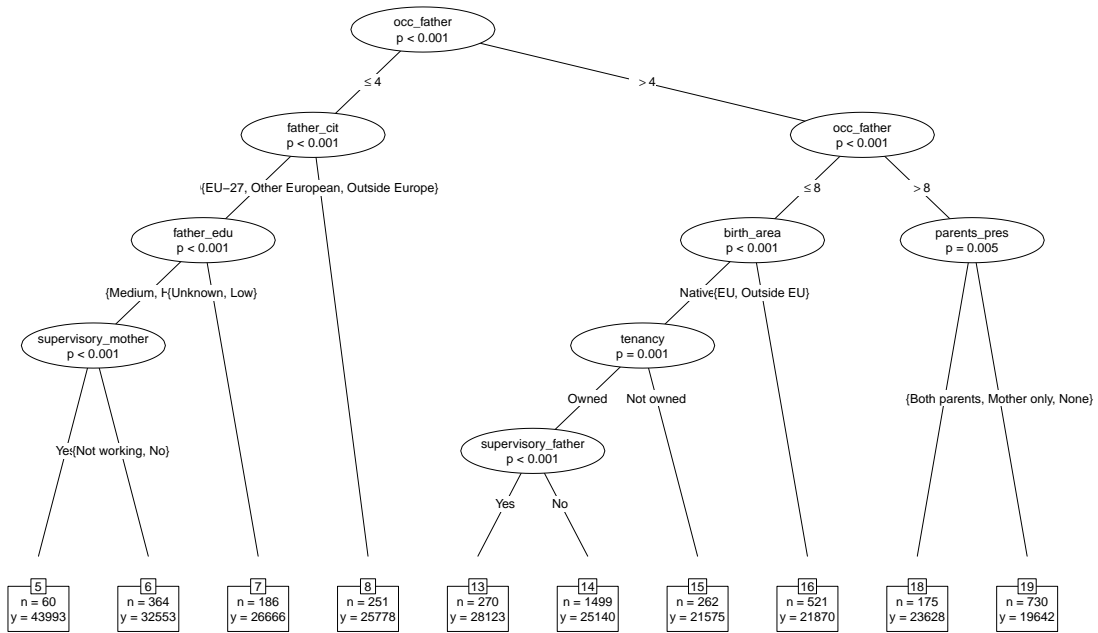 occ_father
p < 0.001
≤ 4
> 4
father_cit
p < 0.001
occ_father
p < 0.001
{EU−27, Other European, Outside Europe}
≤ 8
> 8
father_edu
p < 0.001
birth_area
p < 0.001
parents_pres
p = 0.005
{Medium, {Unknown, Low}
Native {EU, Outside EU}
supervisory_mother
p < 0.001
tenancy
p = 0.001
Owned
Not owned
{Both parents, Mother only, None}
Yes {Not working, No}
supervisory_father
p < 0.001
Yes
No
5
n = 60
y = 43993
6
n = 364
y = 32553
7
n = 186
y = 26666
8
n = 251
y = 25778
13
n = 270
y = 28123
14
n = 1499
y = 25140
15
n = 262
y = 21575
16
n = 521
y = 21870
18
n = 175
y = 23628
19
n = 730
y = 19642